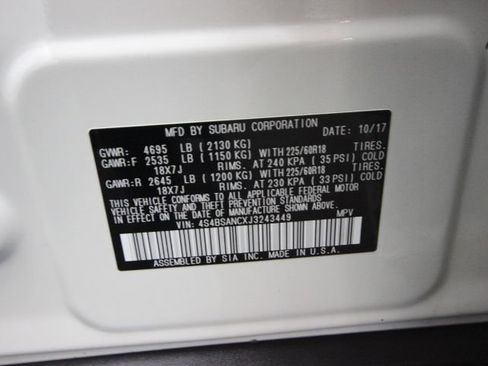 MFD BY SUBARU CORPORATION DATE 10/17
GVWR: 4695 LB ( 2130 KG)
GAWR:F 2535 LB ( 1150 KG) WITH 225/60R18 TIRES.
18X7J RIMS. AT 240 KPA ( 35 PSI) COLD
GAWR:R 2645 LB ( 1200 KG) WITH 225/60R18 TIRES.
18X7J RIMS. AT 230 KPA ( 33 PSI) COLD
THIS VEHICLE CONFORMS TO ALL APPLICABLE FEDERAL MOTOR
VEHICLE SAFETY AND THEFT PREVENTION STANDARDS
IN EFFECT ON THE DATE OF MANUFACTURE SHOWN ABOVE.
VIN: 4S4BSANCXJ3243449 MPV
ASSEMBLED BY SIA INC. MADE IN U.S.A.